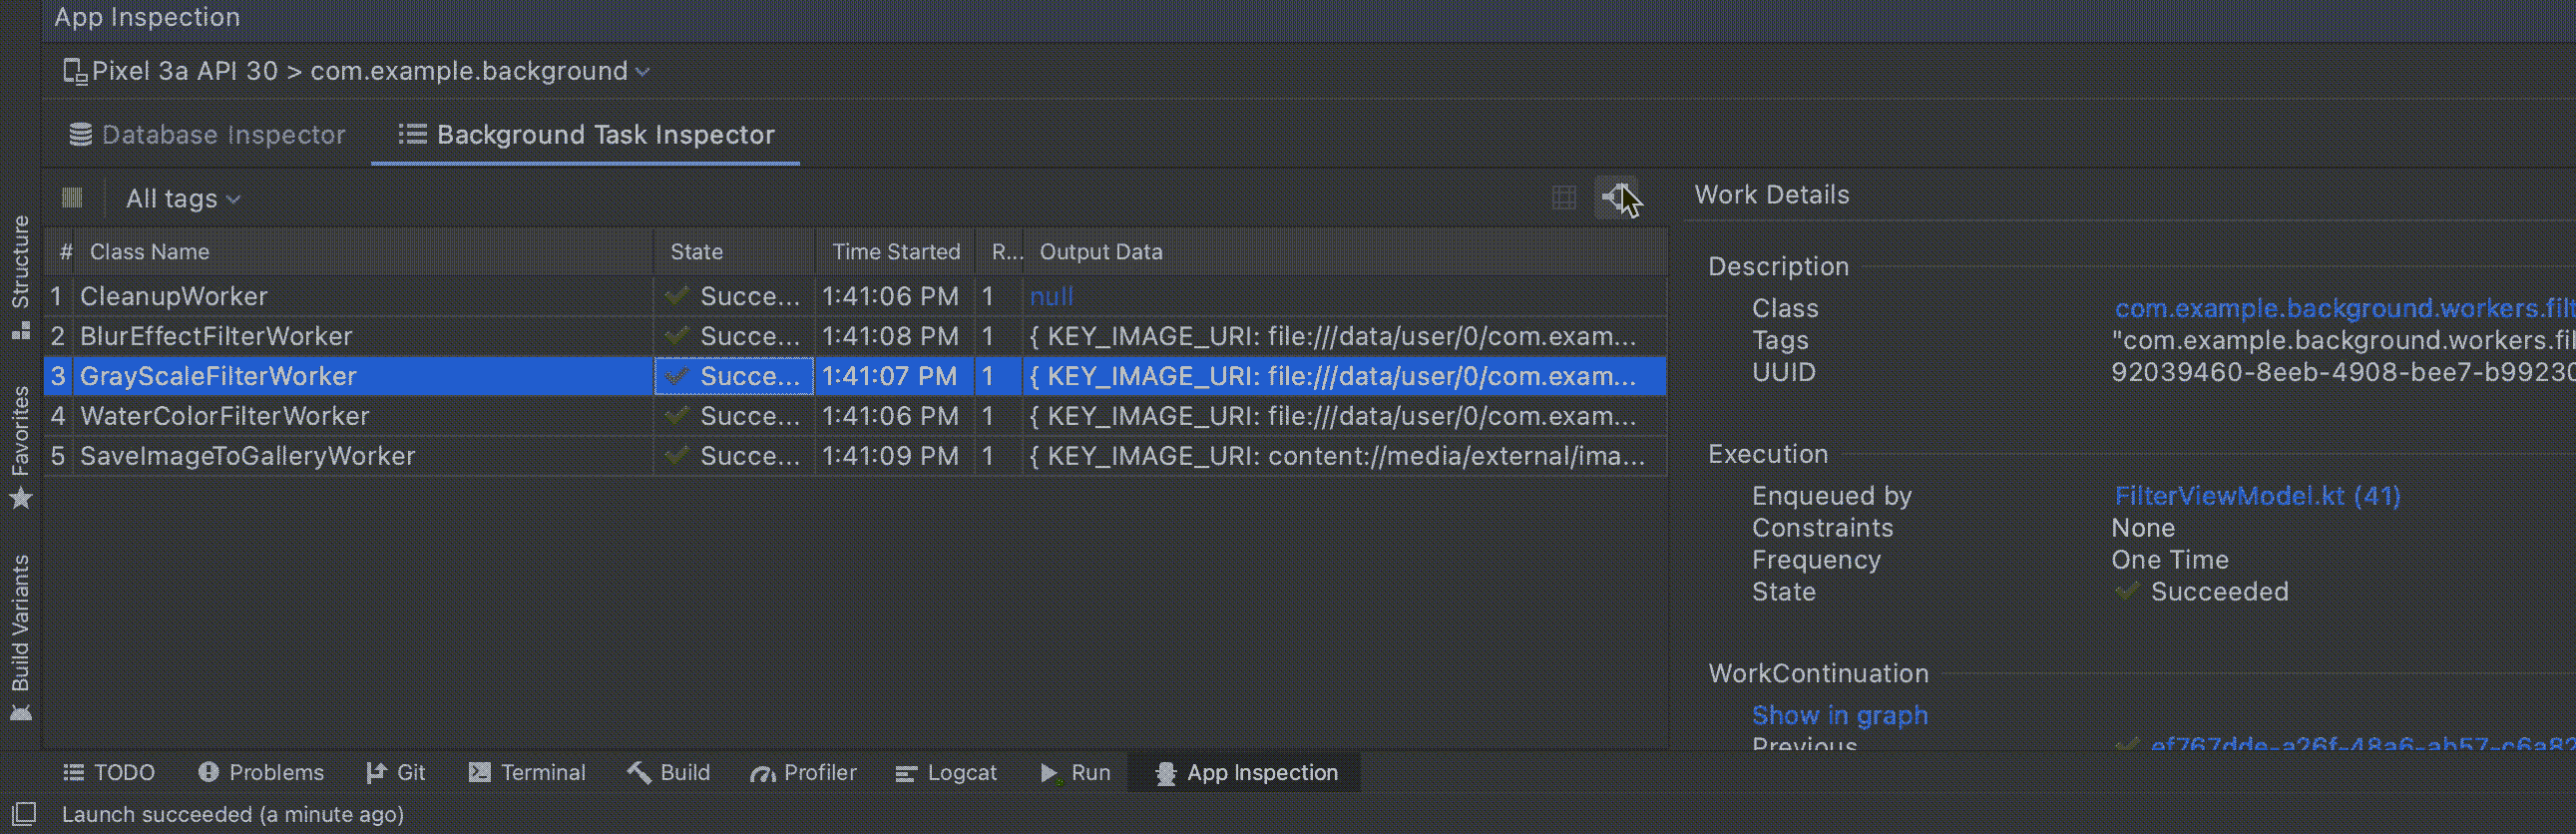 App Inspection
Pixel 3a API 30 > com.example.background
Database Inspector Background Task Inspector
All tags
# Class Name State Time Started R... Output Data
1 CleanupWorker Succe... 1:41:06 PM 1 null
2 BlurEffectFilterWorker Succe... 1:41:08 PM 1 { KEY_IMAGE_URI: file:///data/user/0/com.exam...
3 GrayScaleFilterWorker Succe... 1:41:07 PM 1 { KEY_IMAGE_URI: file:///data/user/0/com.exam...
4 WaterColorFilterWorker Succe... 1:41:06 PM 1 { KEY_IMAGE_URI: file:///data/user/0/com.exam...
5 SaveImageToGalleryWorker Succe... 1:41:09 PM 1 { KEY_IMAGE_URI: content://media/external/ima...
Work Details
Description
Class com.example.background.workers.filt
Tags "com.example.background.workers.fil
UUID 92039460-8eeb-4908-bee7-b99230
Execution
Enqueued by FilterViewModel.kt (41)
Constraints None
Frequency One Time
State Succeeded
WorkContinuation
Show in graph
Previous ef767dde-a26f-48a6-ab57-c6a82
Structure
Favorites
Build Variants
TODO Problems Git Terminal Build Profiler Logcat Run App Inspection
Launch succeeded (a minute ago)